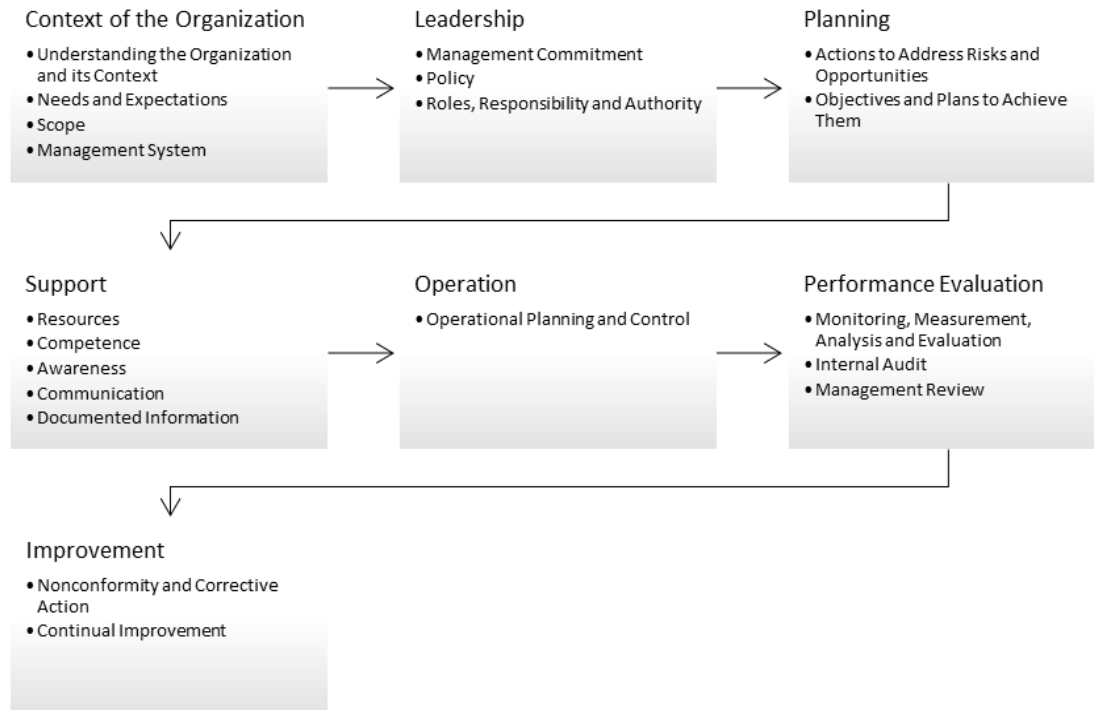 Context of the Organization
• Understanding the Organization
and its Context
• Needs and Expectations
• Scope
• Management System
Leadership
• Management Commitment
• Policy
• Roles, Responsibility and Authority
Planning
• Actions to Address Risks and
Opportunities
• Objectives and Plans to Achieve
Them
Support
• Resources
• Competence
• Awareness
• Communication
• Documented Information
Operation
• Operational Planning and Control
Performance Evaluation
• Monitoring, Measurement,
Analysis and Evaluation
• Internal Audit
• Management Review
Improvement
• Nonconformity and Corrective
Action
• Continual Improvement